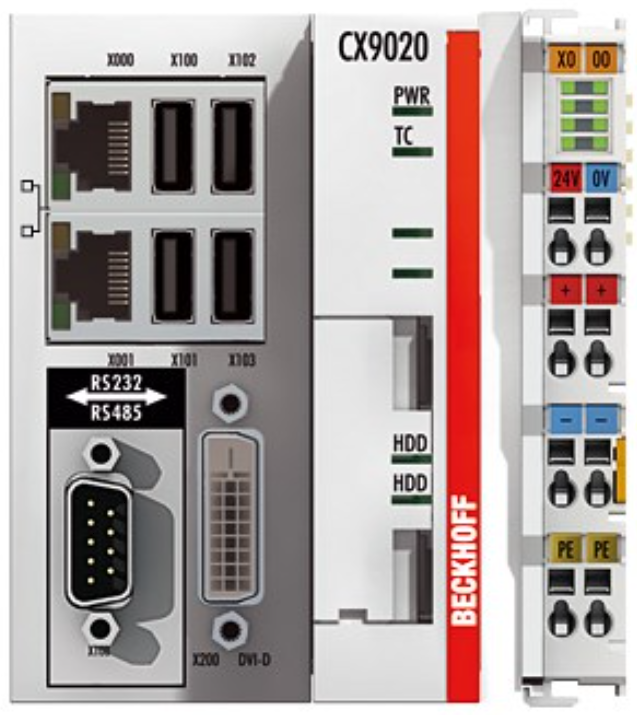 X000 X100 X102
X001 X101 X103
RS232
RS485
X200 DVI-D
CX9020
PWR
TC
HDD
HDD
BECKHOFF
X0 00
24V 0V
+ +
- -
PE PE